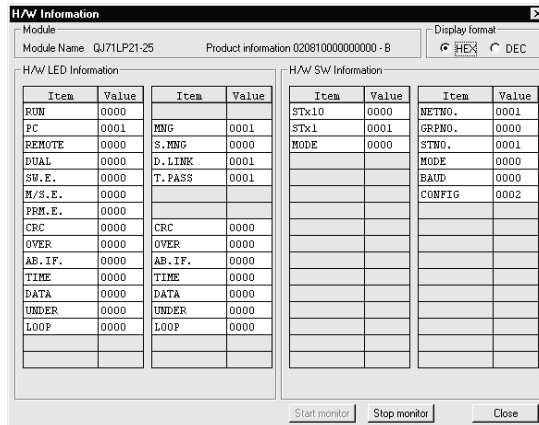 H/W Information
Module
Display format
Module Name QJ71LP21-25 Product information 020810000000000 - B
HEX DEC
H/W LED Information
H/W SW Information
Item Value Item Value Item Value Item Value
RUN 0000 STx10 0000 NETNO. 0001
PC 0001 MNG 0001 STx1 0001 GRPNO. 0000
REMOTE 0000 S.MNG 0000 MODE 0000 STNO. 0001
DUAL 0000 D.LINK 0001 MODE 0000
SW.E. 0000 T.PASS 0001 BAUD 0000
M/S.E. 0000 CONFIG 0002
PRM.E. 0000
CRC 0000 CRC 0000
OVER 0000 OVER 0000
AB.IF. 0000 AB.IF. 0000
TIME 0000 TIME 0000
DATA 0000 DATA 0000
UNDER 0000 UNDER 0000
LOOP 0000 LOOP 0000
Start monitor Stop monitor Close